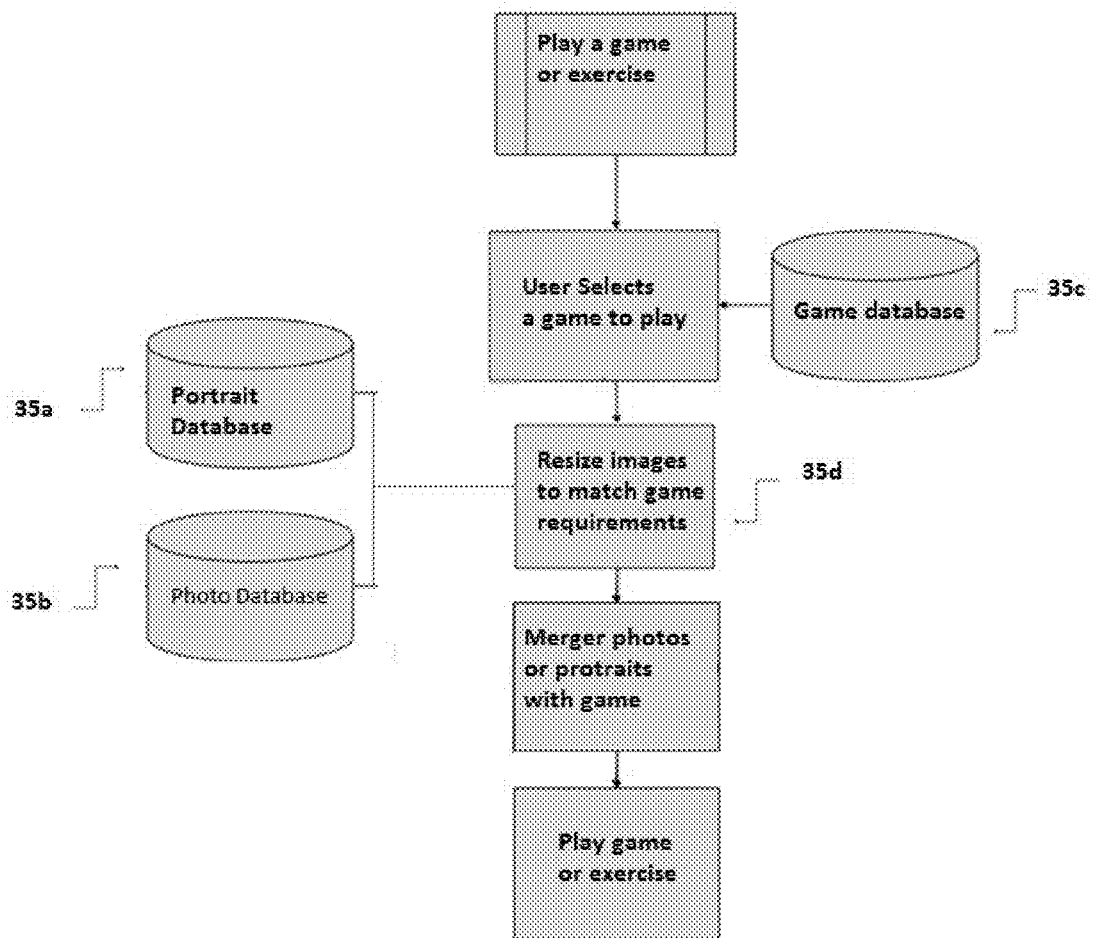 Play a game
or exercise
User Selects
a game to play
Game database
35c
35a
Portrait
Database
Resize images
to match game
requirements
35d
35b
Photo Database
Merger photos
or protraits
with game
Play game
or exercise